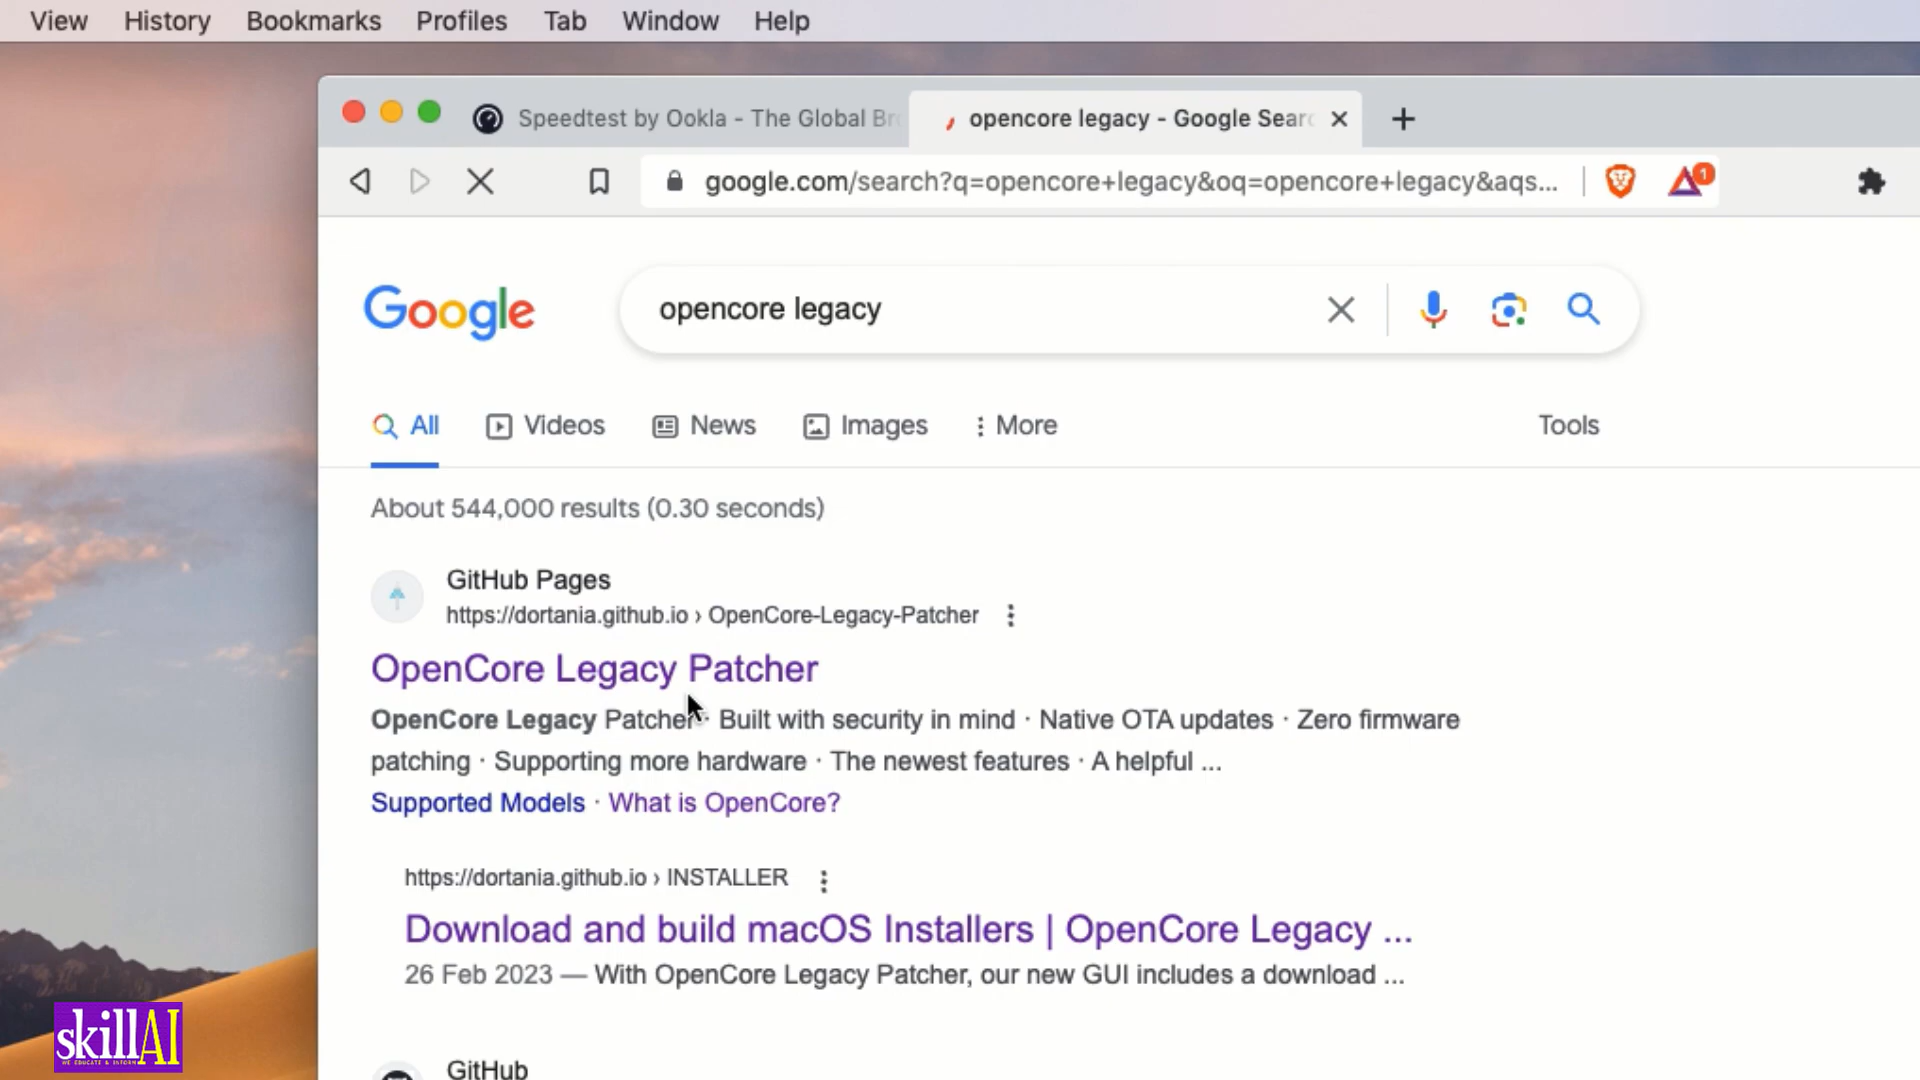 View History Bookmarks Profiles Tab Window Help
Speedtest by Ookla - The Global Br
opencore legacy - Google Sear
google.com/search?q=opencore+legacy&oq=opencore+legacy&aqs...
1
Google
opencore legacy
All Videos News Images More Tools
About 544,000 results (0.30 seconds)
GitHub Pages
https://dortania.github.io › OpenCore-Legacy-Patcher
OpenCore Legacy Patcher
OpenCore Legacy Patcher · Built with security in mind · Native OTA updates · Zero firmware
patching · Supporting more hardware · The newest features · A helpful ...
Supported Models · What is OpenCore?
https://dortania.github.io › INSTALLER
Download and build macOS Installers | OpenCore Legacy ...
26 Feb 2023 — With OpenCore Legacy Patcher, our new GUI includes a download ...
GitHub
skillAI
WE EDUCATE & INFORM